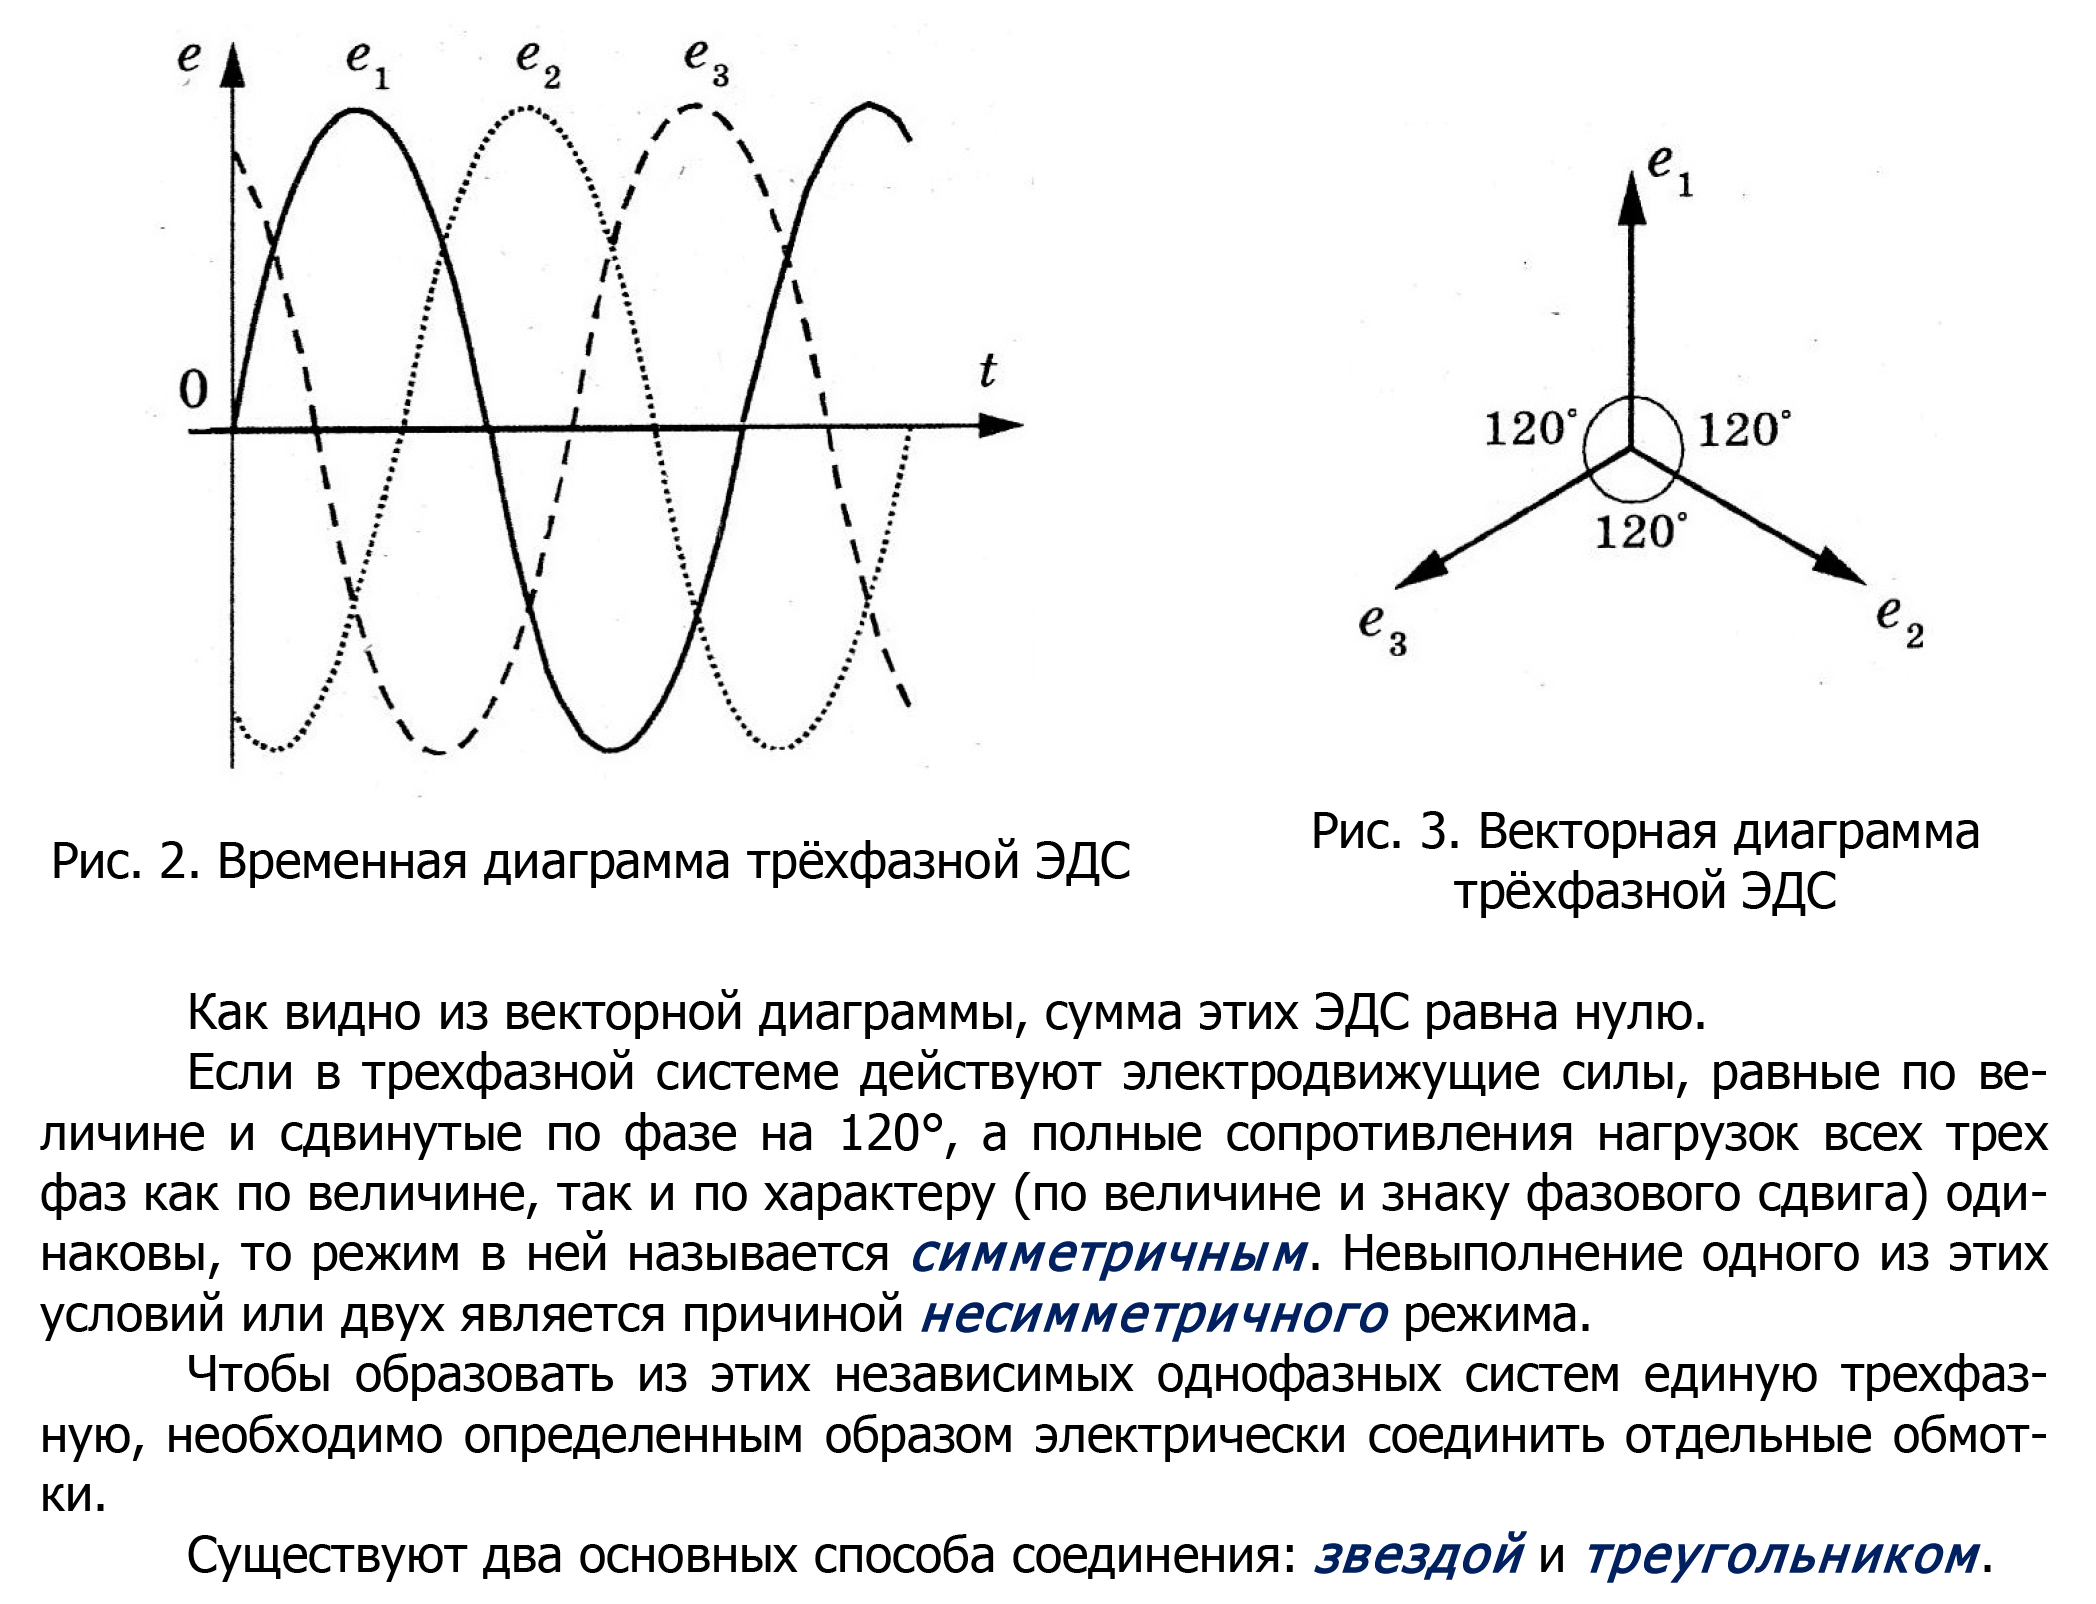 e
e1
e2
e3
0
t
e1
120°
120°
120°
e3
e2
Рис. 2. Временная диаграмма трёхфазной ЭДС
Рис. 3. Векторная диаграмма
трёхфазной ЭДС
Как видно из векторной диаграммы, сумма этих ЭДС равна нулю.
Если в трехфазной системе действуют электродвижущие силы, равные по ве-
личине и сдвинутые по фазе на 120°, а полные сопротивления нагрузок всех трех
фаз как по величине, так и по характеру (по величине и знаку фазового сдвига) оди-
наковы, то режим в ней называется симметричным. Невыполнение одного из этих
условий или двух является причиной несимметричного режима.
Чтобы образовать из этих независимых однофазных систем единую трехфаз-
ную, необходимо определенным образом электрически соединить отдельные обмот-
ки.
Существуют два основных способа соединения: звездой и треугольником.